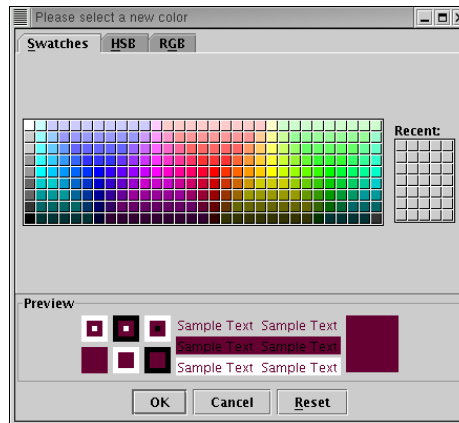 Please select a new color
Swatches HSB RGB
Recent:
Preview
Sample Text Sample Text
Sample Text Sample Text
Sample Text Sample Text
OK Cancel Reset